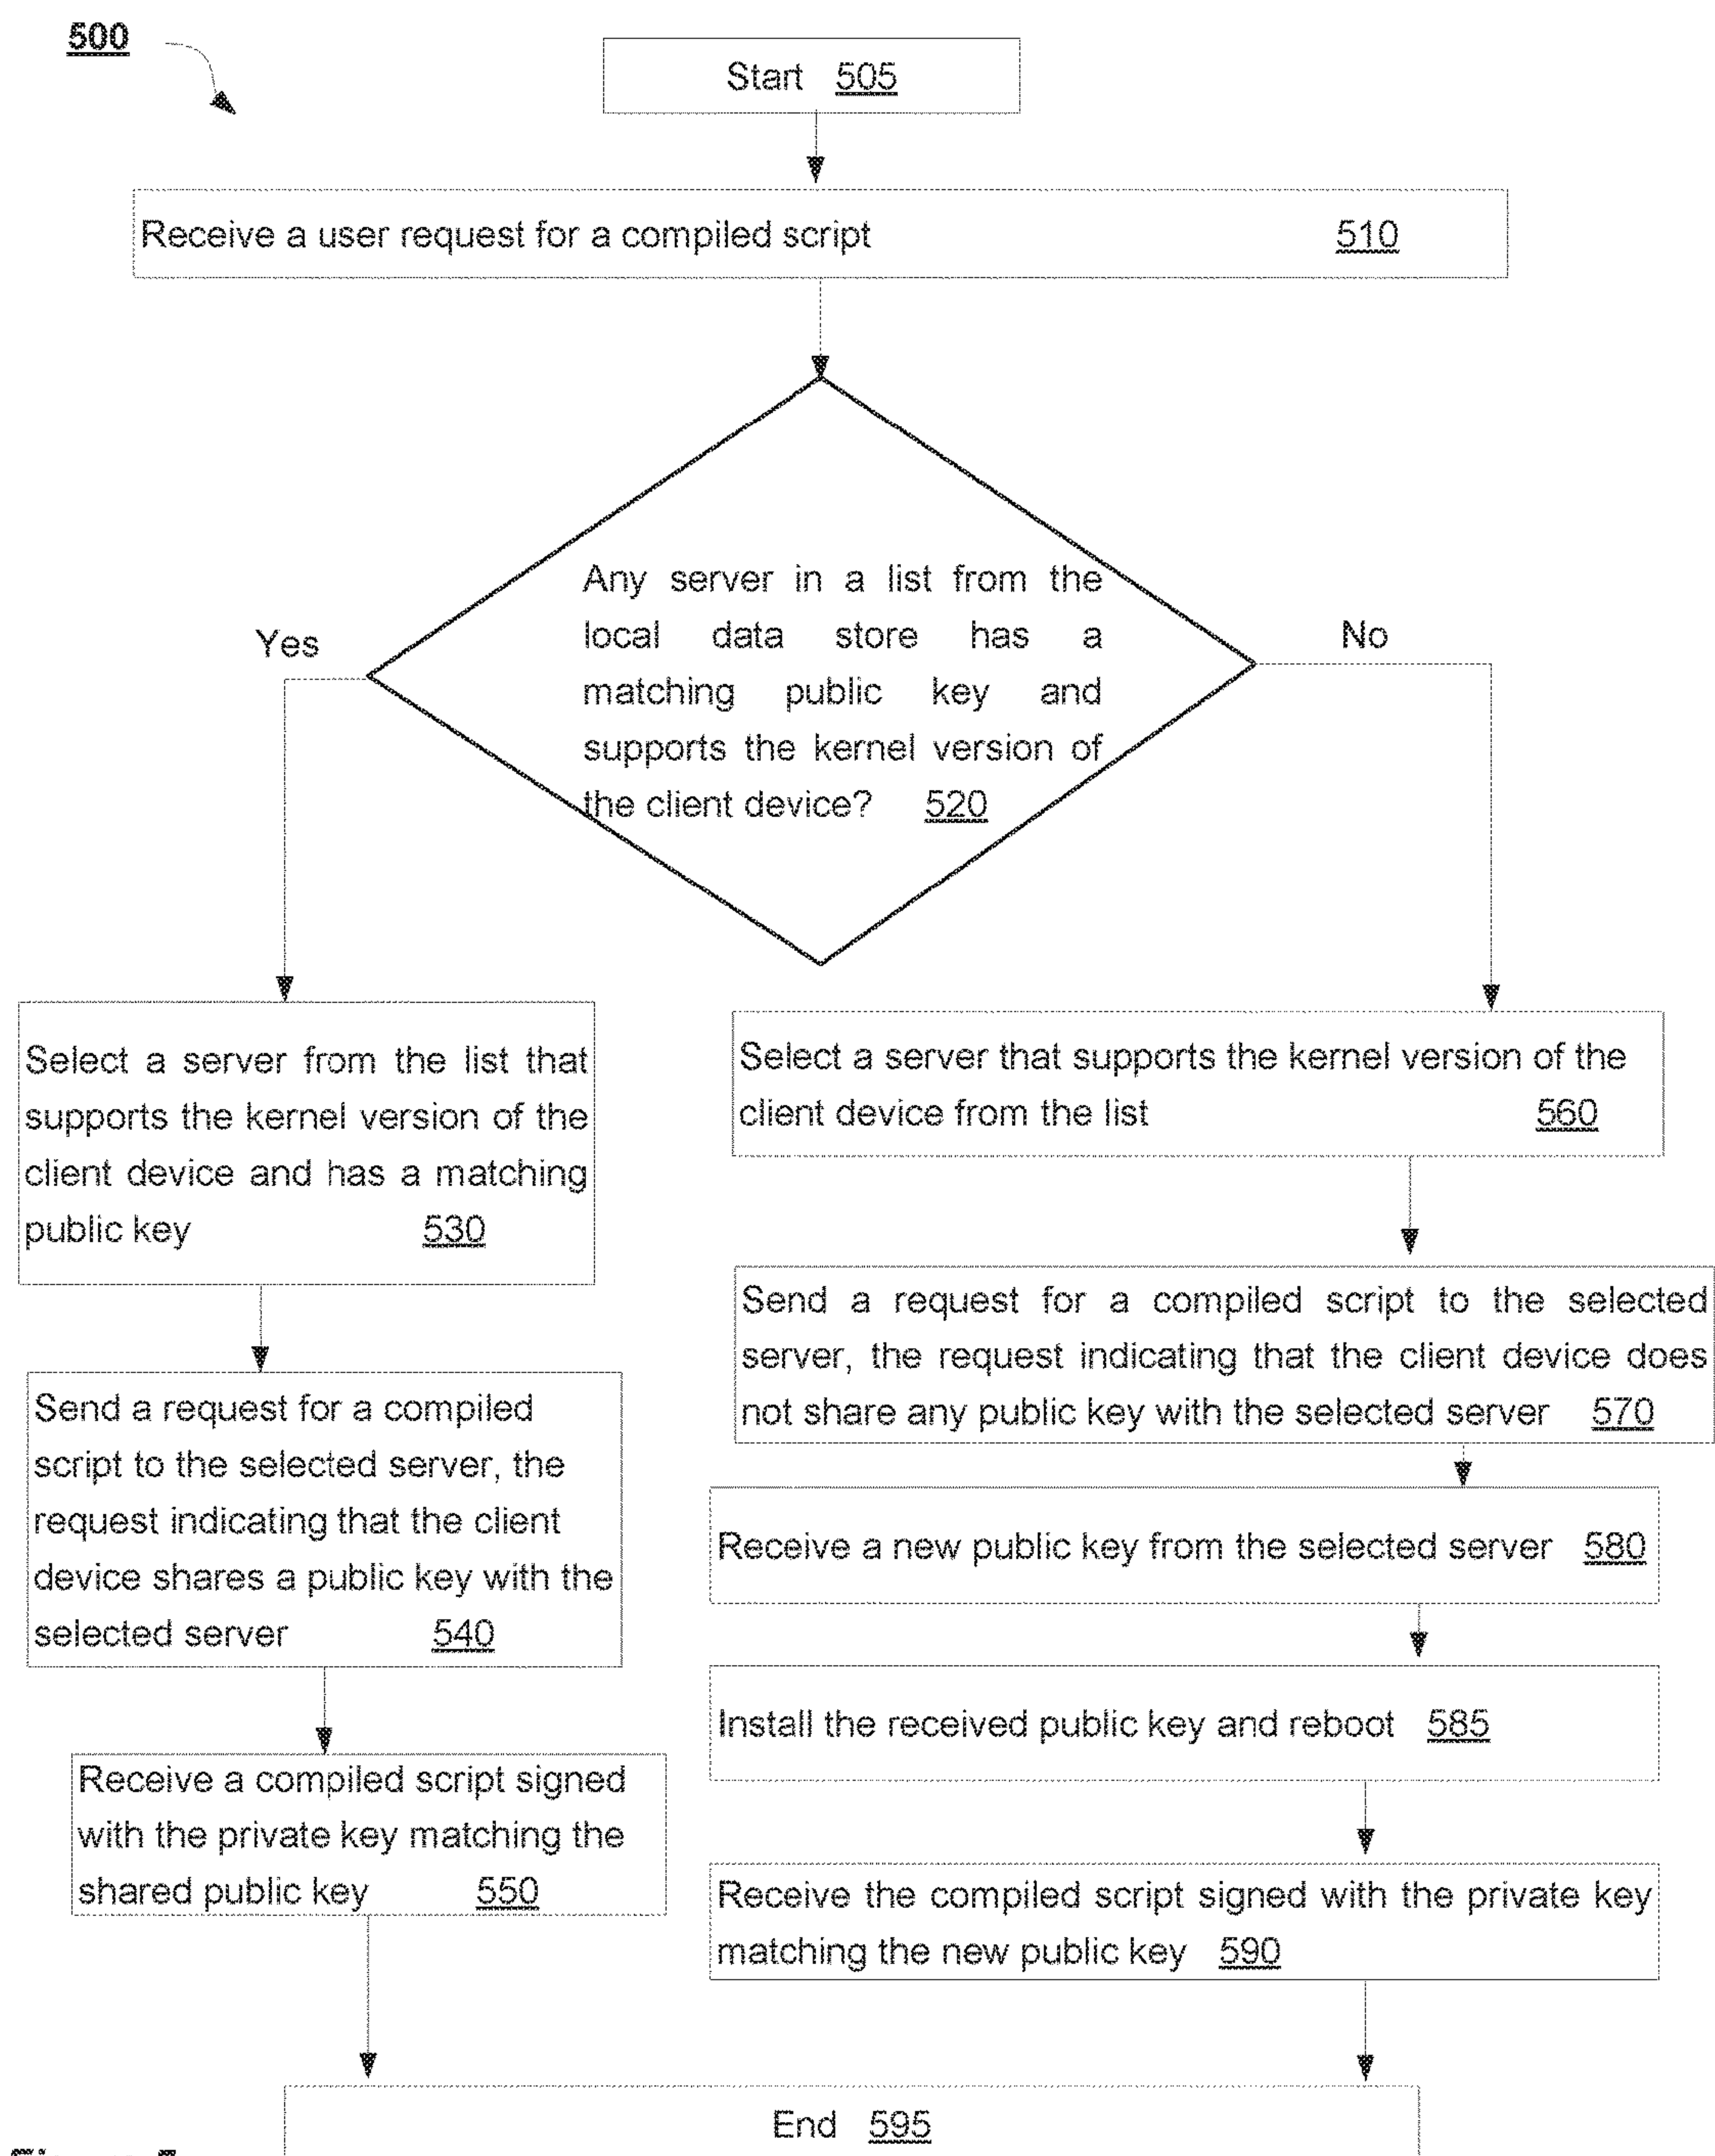 500
Start 505
Receive a user request for a compiled script 510
Any server in a list from the
local data store has a
matching public key and
supports the kernel version of
the client device? 520
Yes
No
Select a server from the list that
supports the kernel version of the
client device and has a matching
public key 530
Send a request for a compiled
script to the selected server, the
request indicating that the client
device shares a public key with the
selected server 540
Receive a compiled script signed
with the private key matching the
shared public key 550
Select a server that supports the kernel version of the
client device from the list 560
Send a request for a compiled script to the selected
server, the request indicating that the client device does
not share any public key with the selected server 570
Receive a new public key from the selected server 580
Install the received public key and reboot 585
Receive the compiled script signed with the private key
matching the new public key 590
End 595